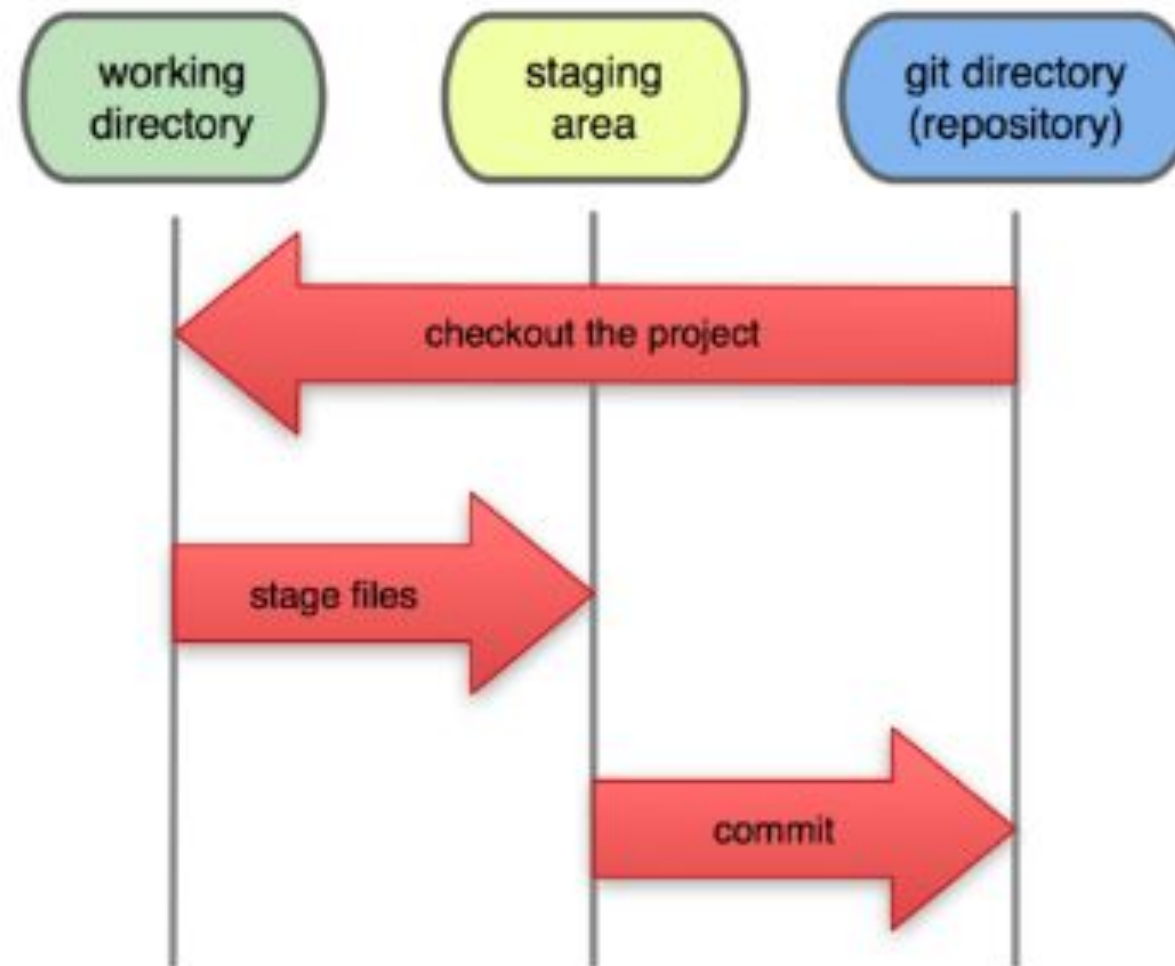 working
directory
staging
area
git directory
(repository)
checkout the project
stage files
commit